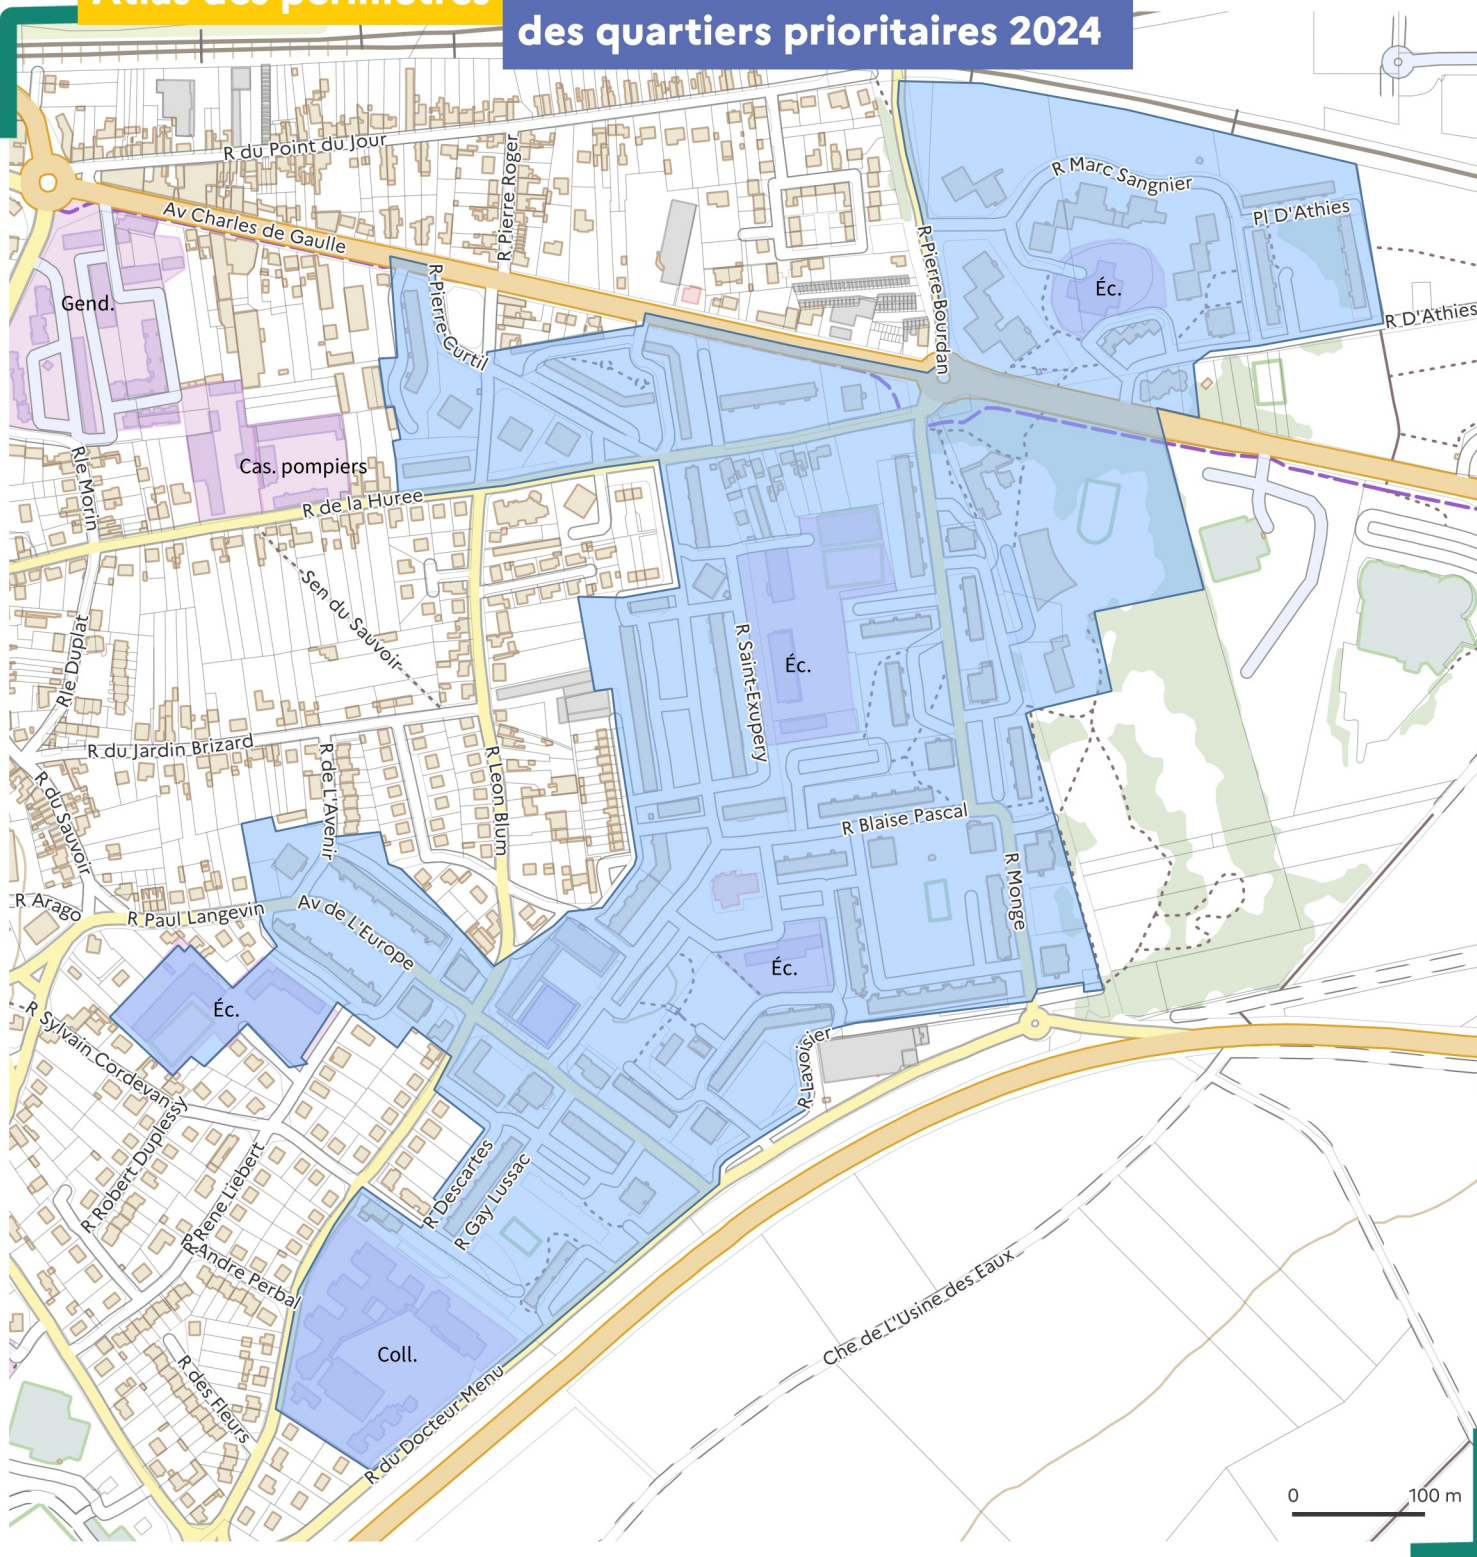 Atlas des périmètres
des quartiers prioritaires 2024
R du Point du Jour
R Pierre Roger
Av Charles de Gaulle
R Marc Sangnier
Pl D'Athies
R Pierre Bourdan
Éc.
R D'Athies
Gend.
R Pierre Curtil
Cas. pompiers
R de la Huree
Rle Morin
Sen du Sauvoir
Rle Duplat
R Saint-Exupery
Éc.
R du Jardin Brizard
R de L'Avenir
R Leon Blum
R du Sauvoir
R Blaise Pascal
R Monge
R Arago
R Paul Langevin
Av de L'Europe
Éc.
Éc.
R Sylvain Cordevan
R Lavoisier
R Robert Duplessy
R Rene Liebert
R Descartes
R Gay Lussac
R Andre Perbal
Che de L'Usine des Eaux
Coll.
R des Fleurs
R du Docteur Menu
0
100 m